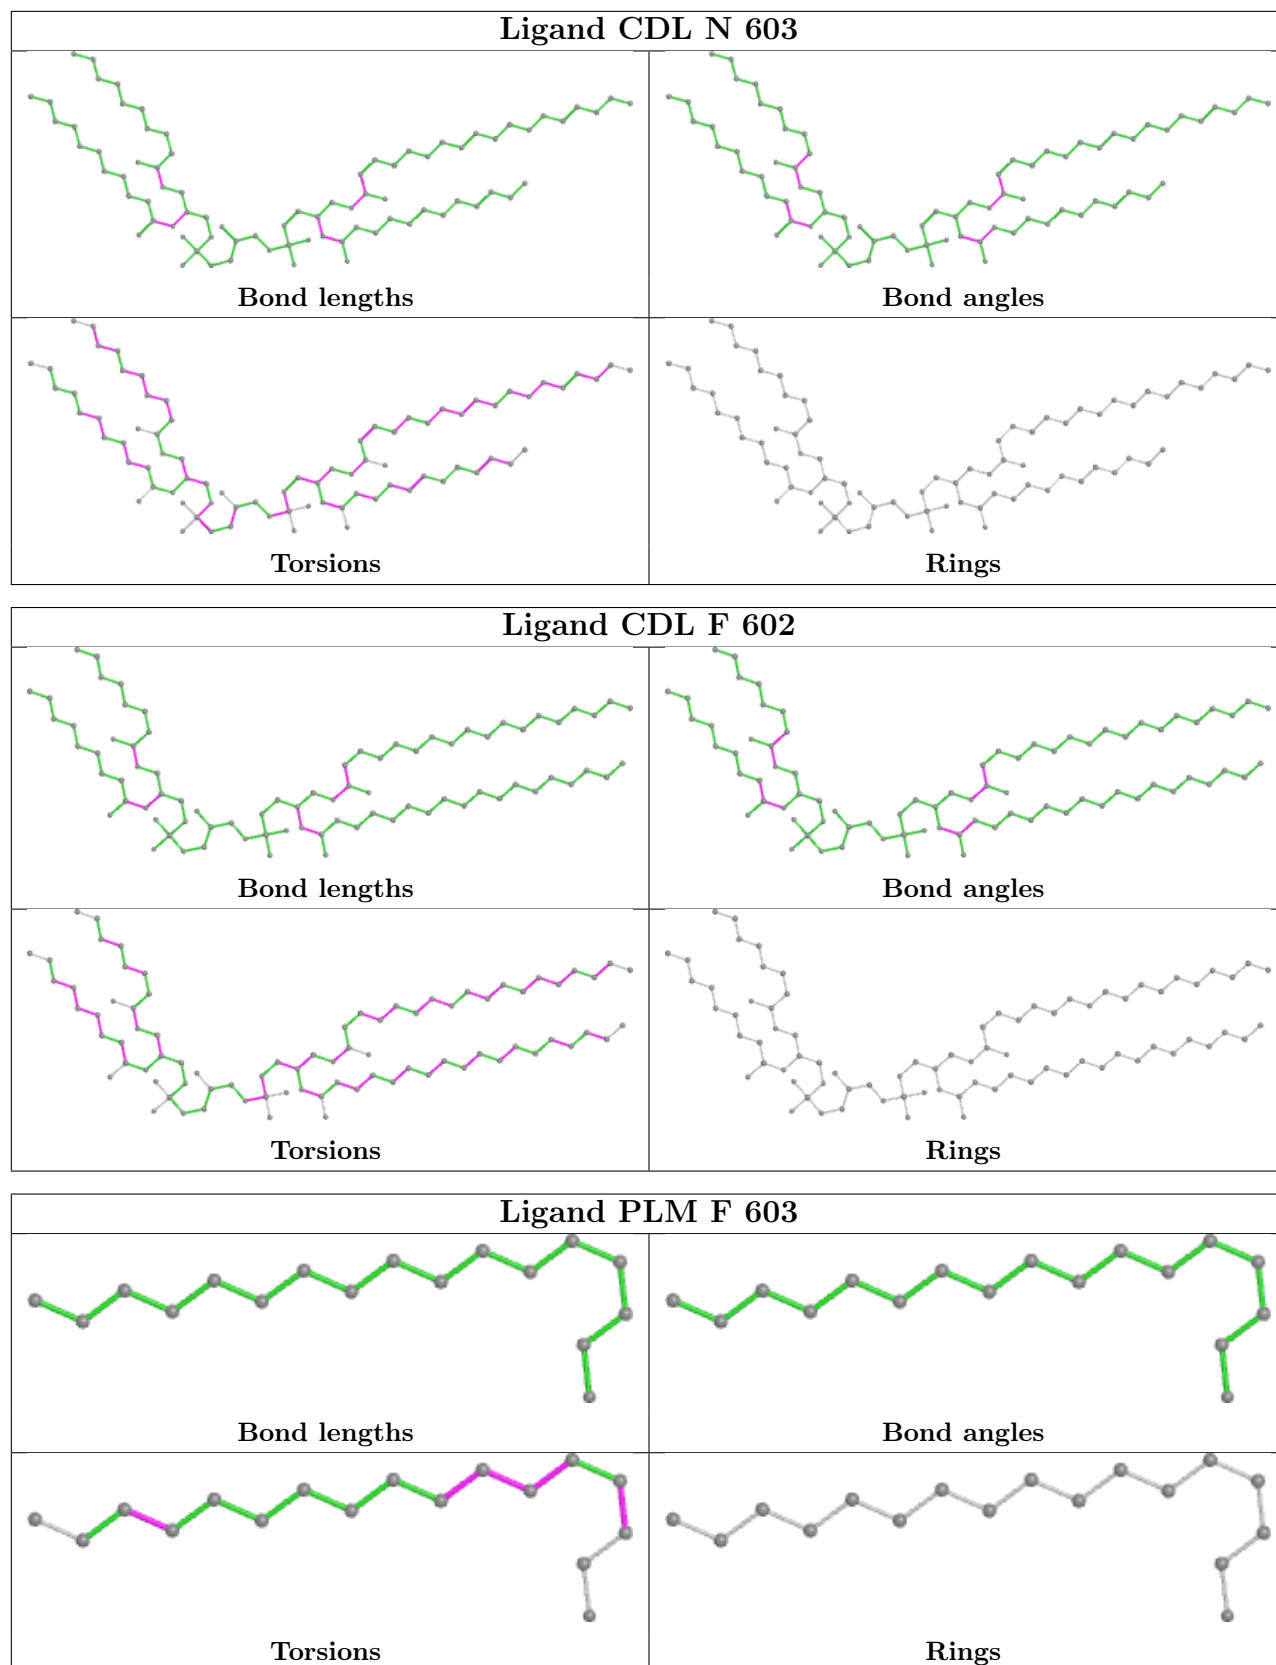 Ligand CDL N 603
Bond lengths
Bond angles
Torsions
Rings
Ligand CDL F 602
Bond lengths
Bond angles
Torsions
Rings
Ligand PLM F 603
Bond lengths
Bond angles
Torsions
Rings